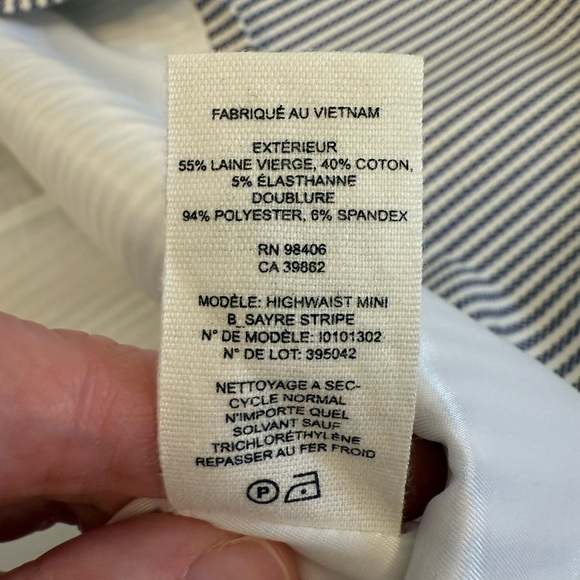 FABRIQUÉ AU VIETNAM
EXTÉRIEUR
55% LAINE VIERGE, 40% COTON,
5% ÉLASTHANNE
DOUBLURE
94% POLYESTER, 6% SPANDEX
RN 98406
CA 39862
MODÈLE: HIGHWAIST MINI
B_SAYRE STRIPE
N° DE MODÈLE: I0101302
N° DE LOT: 395042
NETTOYAGE A SEC-
CYCLE NORMAL
N'IMPORTE QUEL
SOLVANT SAUF
TRICHLORÉTHYLÈNE
REPASSER AU FER FROID
P